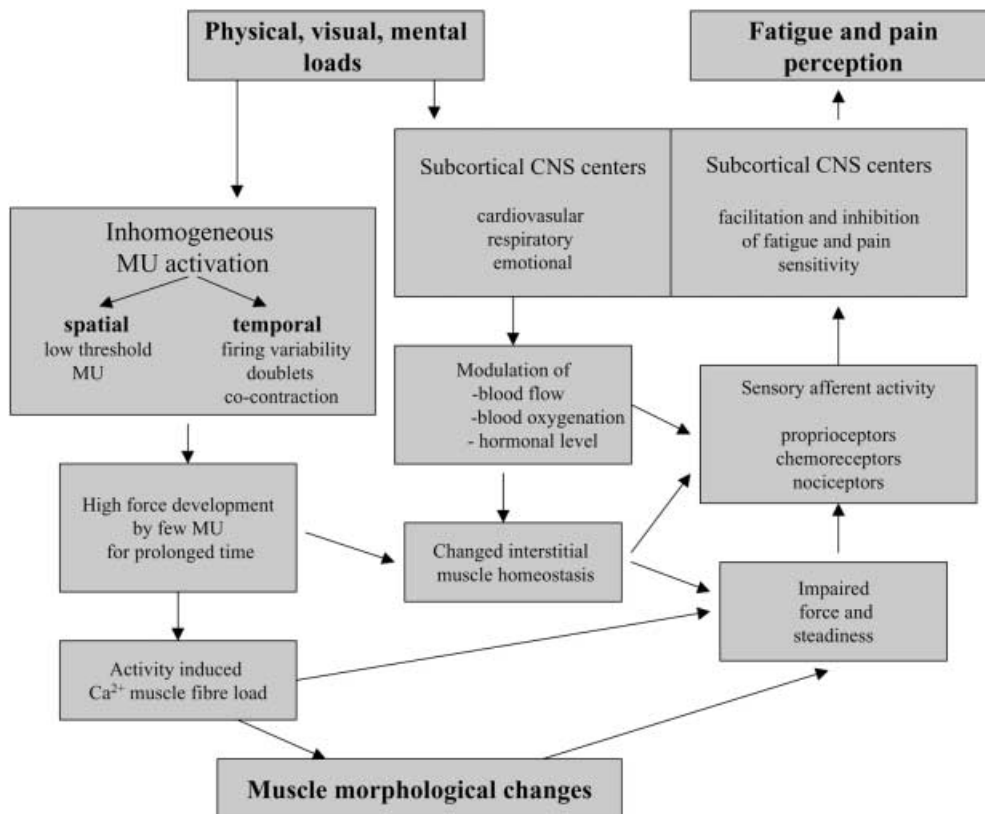 Physical, visual, mental
loads
Fatigue and pain
perception
Subcortical CNS centers
cardiovasular
respiratory
emotional
Subcortical CNS centers
facilitation and inhibition
of fatigue and pain
sensitivity
Inhomogeneous
MU activation
spatial
low threshold
MU
temporal
firing variability
doublets
co-contraction
Modulation of
-blood flow
-blood oxygenation
- hormonal level
Sensory afferent activity
proprioceptors
chemoreceptors
nociceptors
High force development
by few MU
for prolonged time
Changed interstitial
muscle homeostasis
Impaired
force and
steadiness
Activity induced
Ca²⁺ muscle fibre load
Muscle morphological changes